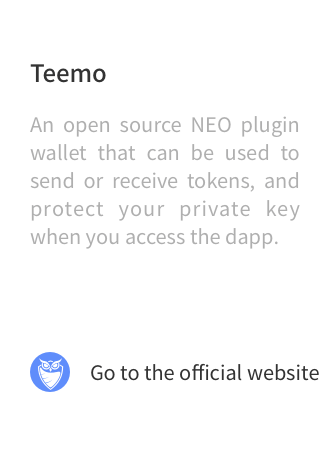 Teemo
An open source NEO plugin
wallet that can be used to
send or receive tokens, and
protect your private key
when you access the dapp.
Go to the official website